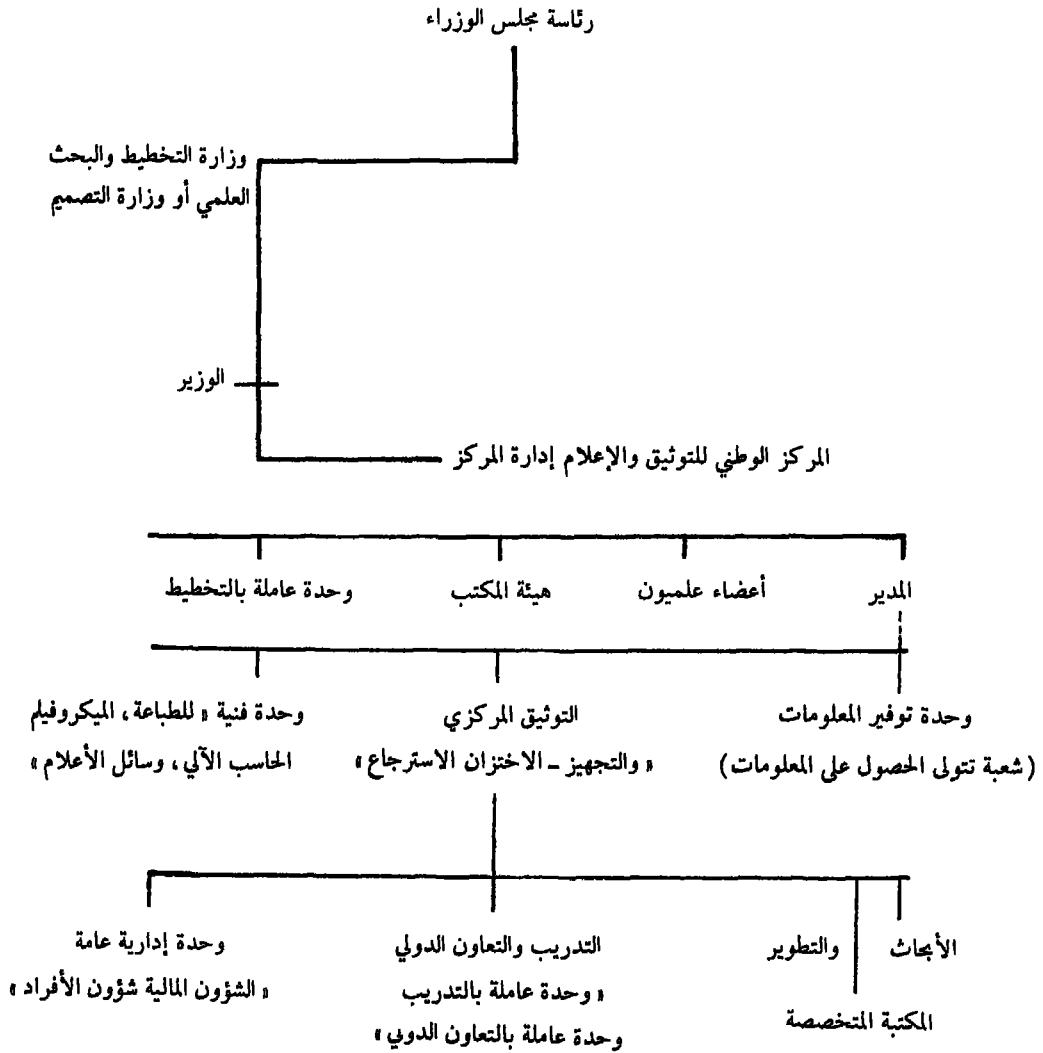 رئاسة مجلس الوزراء
وزارة التخطيط والبحث
العلمي أو وزارة التصميم
الوزير
المركز الوطني للتوثيق والإعلام إدارة المركز
المدير
أعضاء علميون
هيئة المكتب
وحدة عاملة بالتخطيط
وحدة توفير المعلومات
(شعبة تتولى الحصول على المعلومات)
التوثيق المركزي
« والتجهيز ـ الاختزان الاسترجاع »
وحدة فنية « للطباعة ، الميكروفيلم
الحاسب الآلي ، وسائل الأعلام »
الأبحاث
والتطوير
المكتبة المتخصصة
التدريب والتعاون الدولي
« وحدة عاملة بالتدريب
وحدة عاملة بالتعاون الدوبي »
وحدة إدارية عامة
« الشؤون المالية شؤون الأفراد »